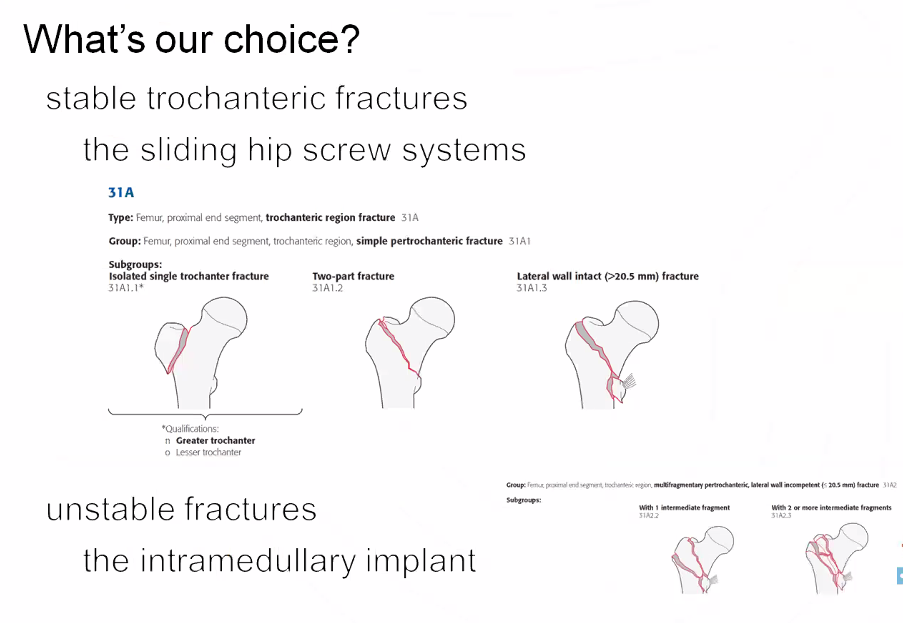 What's our choice?
stable trochanteric fractures
the sliding hip screw systems
31A
Type: Femur, proximal end segment, trochanteric region fracture 31A
Group: Femur, proximal end segment, trochanteric region, simple pertrochanteric fracture 31A1
Subgroups:
Isolated single trochanter fracture
31A1.1*
Two-part fracture
31A1.2
Lateral wall intact (>20.5 mm) fracture
31A1.3
*Qualifications:
n Greater trochanter
o Lesser trochanter
Group: Femur, proximal end segment, trochanteric region, multifragmentary pertrochanteric, lateral wall incompetent (≤ 20.5 mm) fracture 31A2
Subgroups:
With 1 intermediate fragment
31A2.2
With 2 or more intermediate fragments
31A2.3
unstable fractures
the intramedullary implant